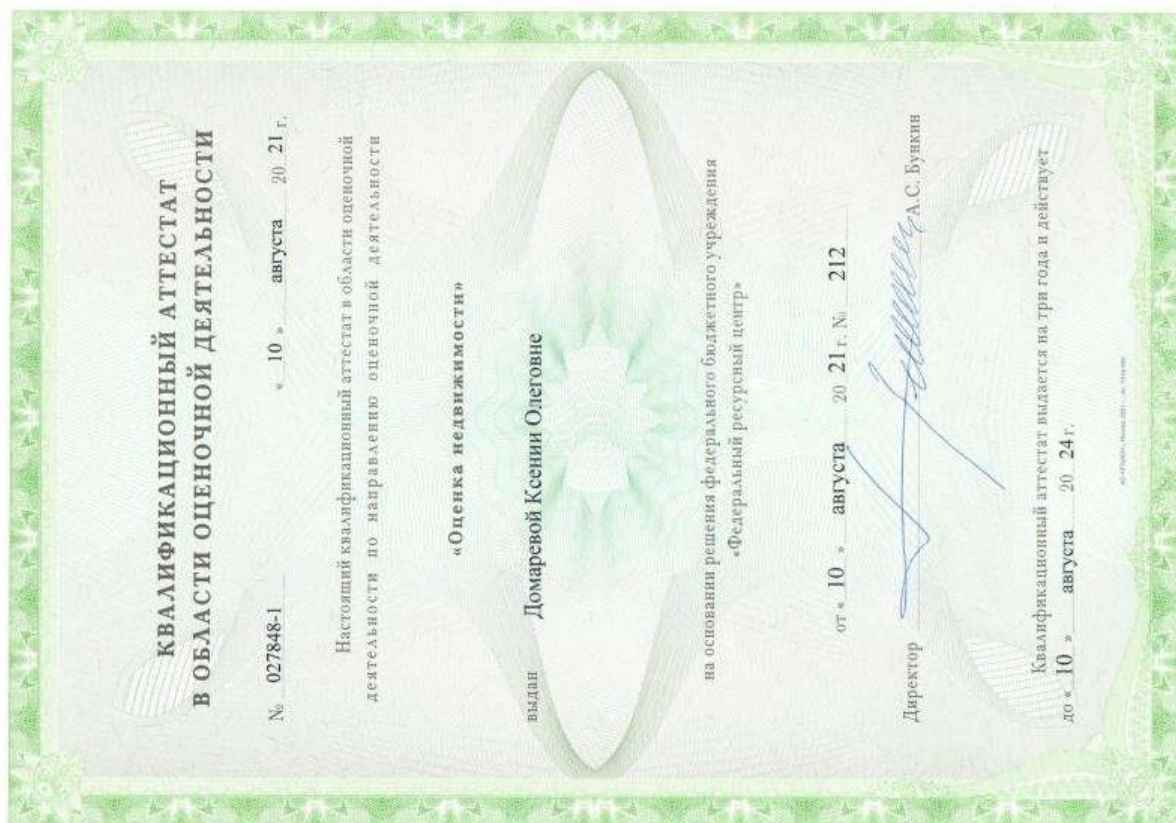 КВАЛИФИКАЦИОННЫЙ АТТЕСТАТ
В ОБЛАСТИ ОЦЕНОЧНОЙ ДЕЯТЕЛЬНОСТИ
№ 027848-1 « 10 » августа 20 21 г.
Настоящий квалификационный аттестат в области оценочной
деятельности по направлению оценочной деятельности
«Оценка недвижимости»
выдан Домаревой Ксении Олеговне
на основании решения федерального бюджетного учреждения
«Федеральный ресурсный центр»
от « 10 » августа 20 21 г. № 212
Директор А.С. Бункин
Квалификационный аттестат выдается на три года и действует
до « 10 » августа 20 24 г.